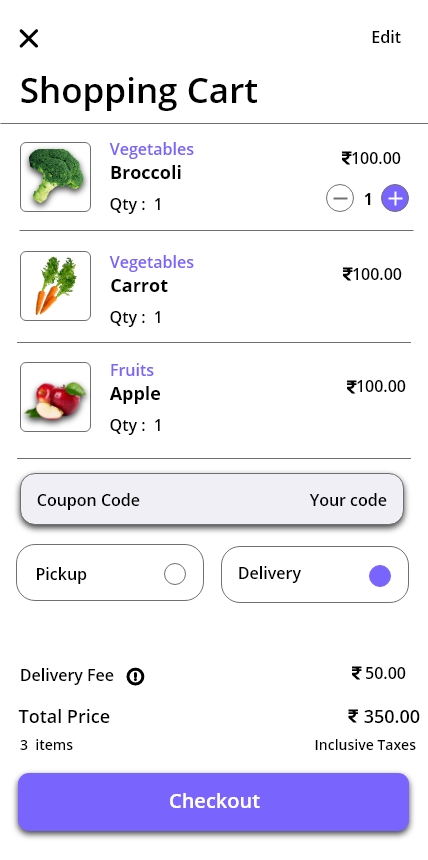 Edit
Shopping Cart
Vegetables
Broccoli
Qty : 1
₹100.00
1
Vegetables
Carrot
Qty : 1
₹100.00
Fruits
Apple
Qty : 1
₹100.00
Coupon Code Your code
Pickup Delivery
Delivery Fee ₹ 50.00
Total Price ₹ 350.00
3 items Inclusive Taxes
Checkout